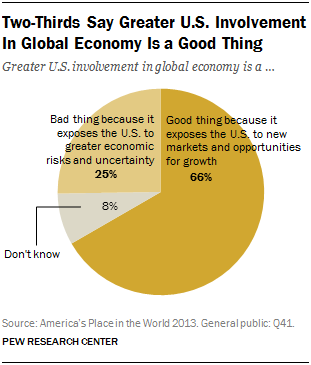 Two-Thirds Say Greater U.S. Involvement
In Global Economy Is a Good Thing
Greater U.S. involvement in global economy is a ...
Bad thing because it
exposes the U.S. to
greater economic
risks and uncertainty
25%
Good thing because it
exposes the U.S. to new
markets and opportunities
for growth
66%
8%
Don't know
Source: America's Place in the World 2013. General public: Q41.
PEW RESEARCH CENTER